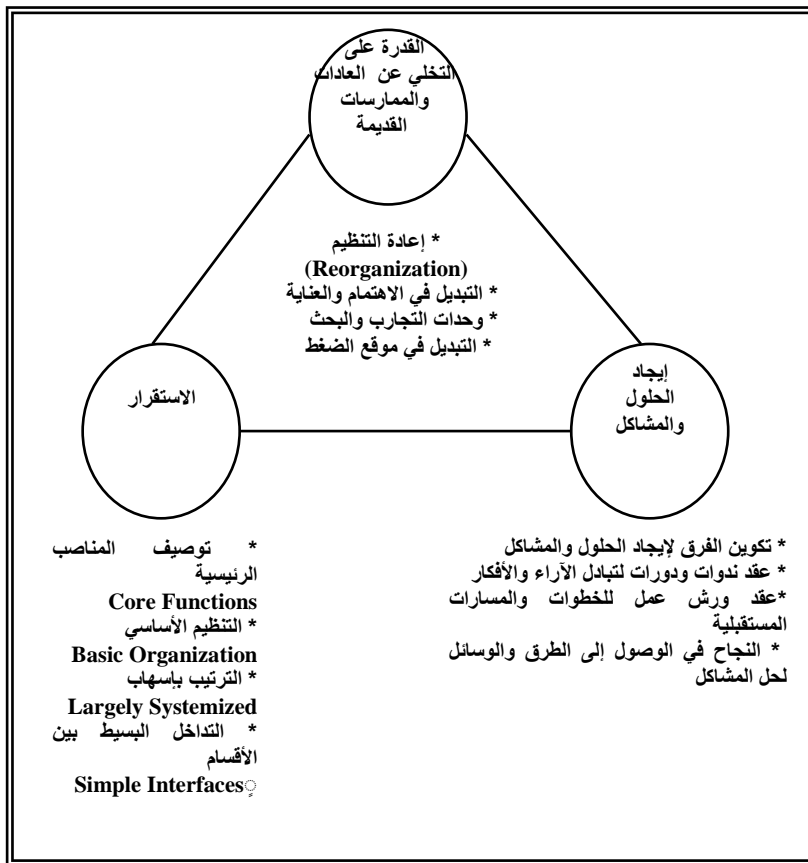 القدرة على
التخلي عن العادات
والممارسات
القديمة
* إعادة التنظيم
(Reorganization)
* التبديل في الاهتمام والعناية
* وحدات التجارب والبحث
* التبديل في موقع الضغط
إيجاد
الحلول
والمشاكل
الاستقرار
* تكوين الفرق لإيجاد الحلول والمشاكل
* عقد ندوات ودورات لتبادل الآراء والأفكار
*عقد ورش عمل للخطوات والمسارات
المستقبلية
* النجاح في الوصول إلى الطرق والوسائل
لحل المشاكل
* توصيف المناصب
الرئيسية
Core Functions
* التنظيم الأساسي
Basic Organization
* الترتيب بإسهاب
Largely Systemized
* التداخل البسيط بين
الأقسام
Simple Interfacesٍ